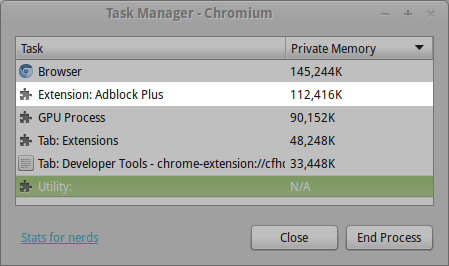 Task Manager - Chromium
Task Private Memory
Browser 145,244K
Extension: Adblock Plus 112,416K
GPU Process 90,152K
Tab: Extensions 48,248K
Tab: Developer Tools - chrome-extension://cfhc 33,448K
Utility: N/A
Stats for nerds Close End Process